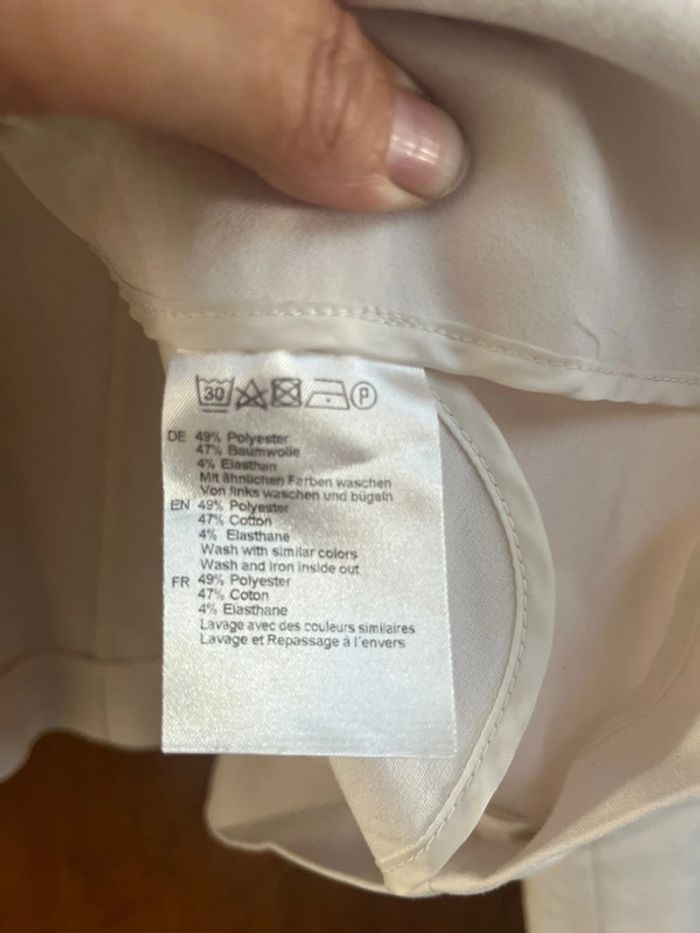 30 P
DE 49% Polyester
47% Baumwolle
4% Elasthan
Mit ähnlichen Farben waschen
Von links waschen und bügeln
EN 49% Polyester
47% Cotton
4% Elasthane
Wash with similar colors
Wash and iron inside out
FR 49% Polyester
47% Coton
4% Elasthane
Lavage avec des couleurs similaires
Lavage et Repassage à l'envers